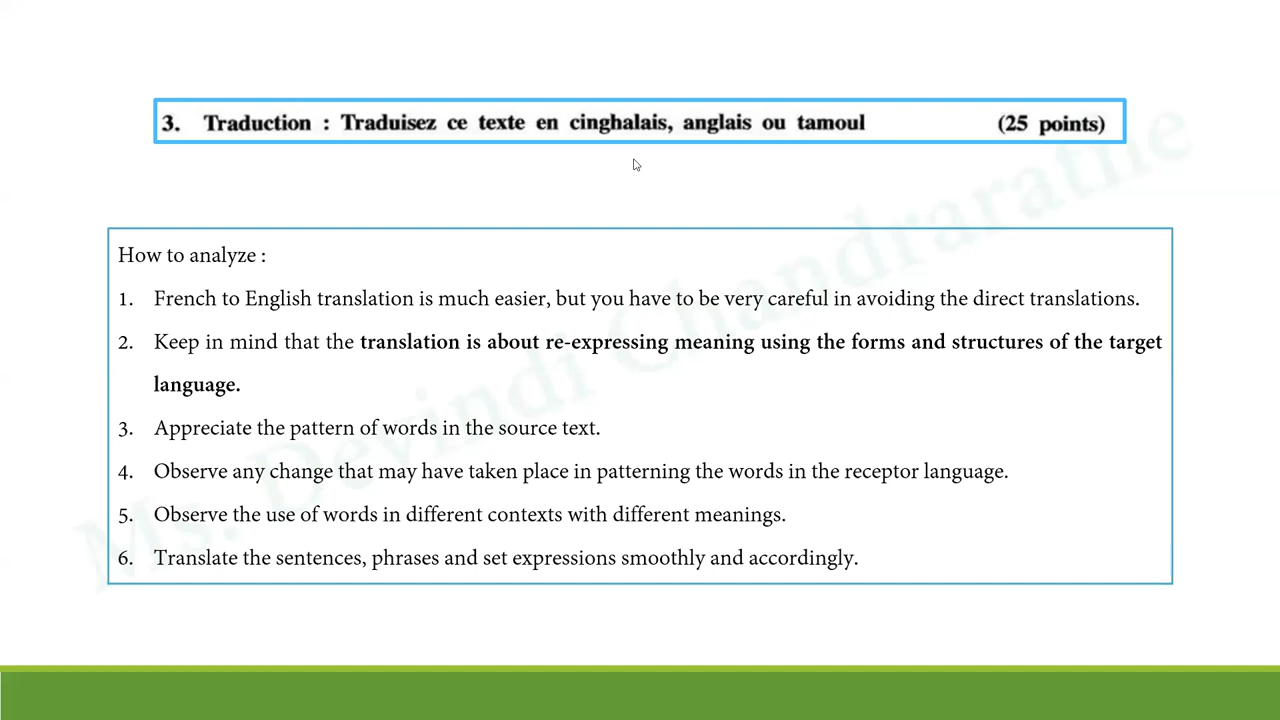 3. Traduction : Traduisez ce texte en cinghalais, anglais ou tamoul (25 points)
How to analyze :
1. French to English translation is much easier, but you have to be very careful in avoiding the direct translations.
2. Keep in mind that the translation is about re-expressing meaning using the forms and structures of the target
language.
3. Appreciate the pattern of words in the source text.
4. Observe any change that may have taken place in patterning the words in the receptor language.
5. Observe the use of words in different contexts with different meanings.
6. Translate the sentences, phrases and set expressions smoothly and accordingly.
Ms. Devindi Chandrarathe